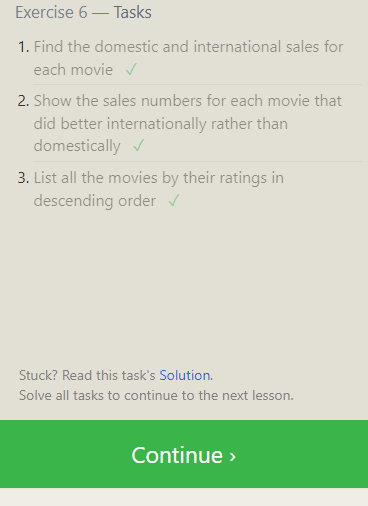 Exercise 6 — Tasks
1. Find the domestic and international sales for
each movie ✓
2. Show the sales numbers for each movie that
did better internationally rather than
domestically ✓
3. List all the movies by their ratings in
descending order ✓
Stuck? Read this task's Solution.
Solve all tasks to continue to the next lesson.
Continue ›